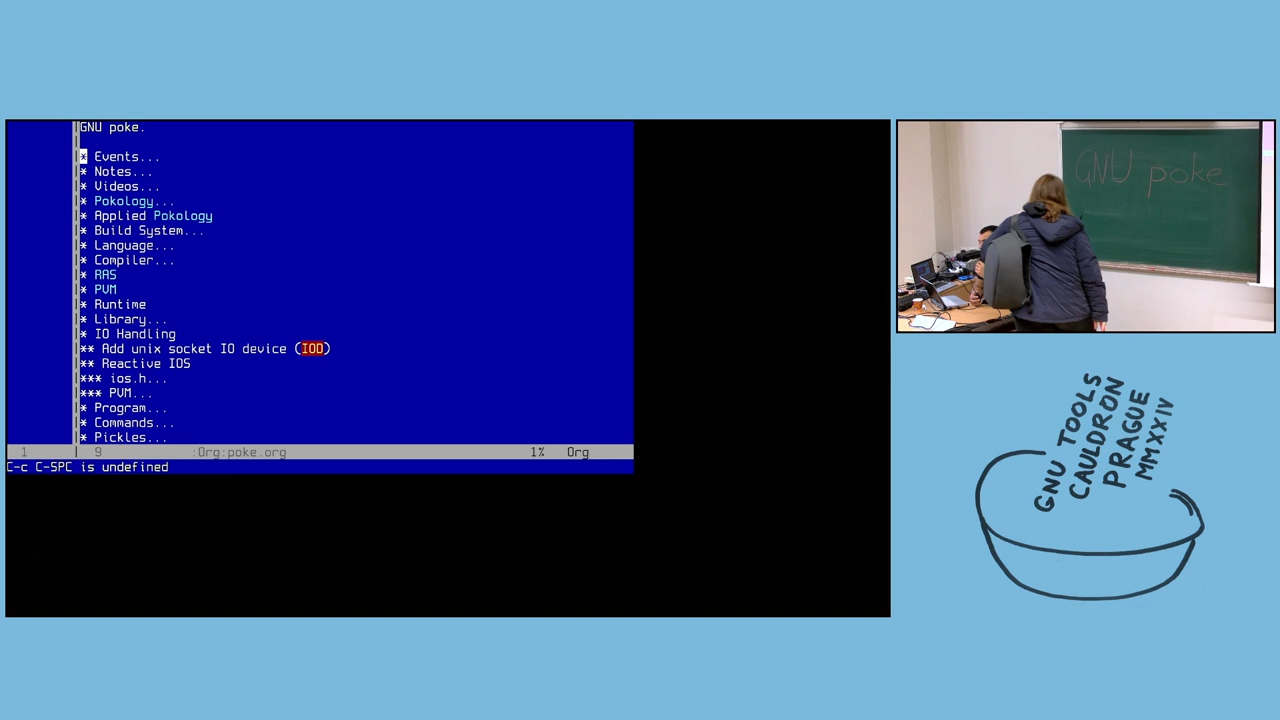 GNU poke.
* Events...
* Notes...
* Videos...
* Pokology...
* Applied Pokology
* Build System...
* Language...
* Compiler...
* RAS
* PVM
* Runtime
* Library...
* IO Handling
** Add unix socket IO device (IOD)
** Reactive IOS
*** ios.h...
*** PVM...
* Program...
* Commands...
* Pickles...
1 9 :Org:poke.org 1% Org
C-c C-SPC is undefined
GNU poke
GNU TOOLS
CAULDRON
PRAGUE
MMXXIV